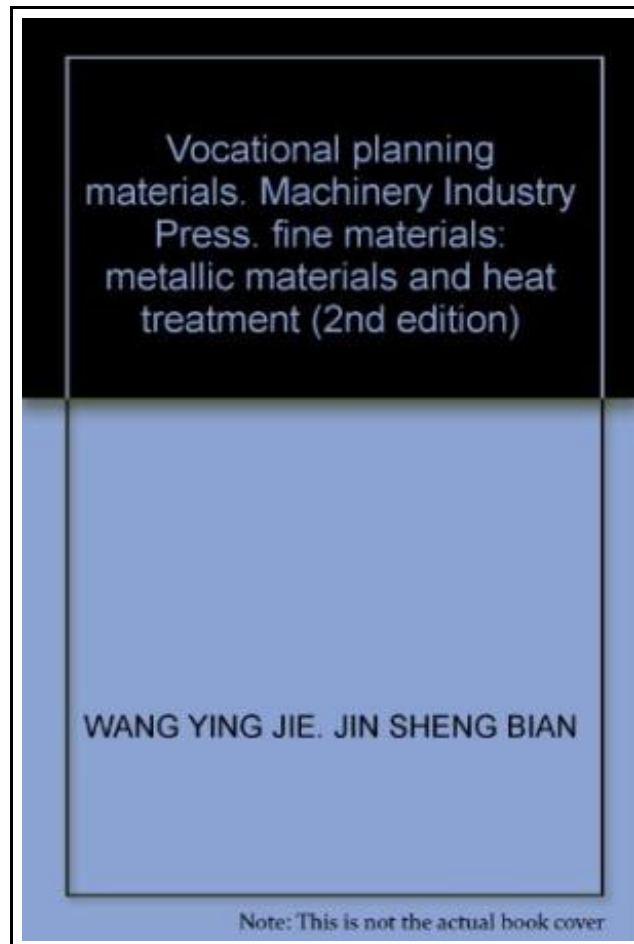 Vocational planning
materials. Machinery Industry
Press. fine materials:
metallic materials and heat
treatment (2nd edition)
WANG YING JIE. JIN SHENG BIAN
Note: This is not the actual book cover